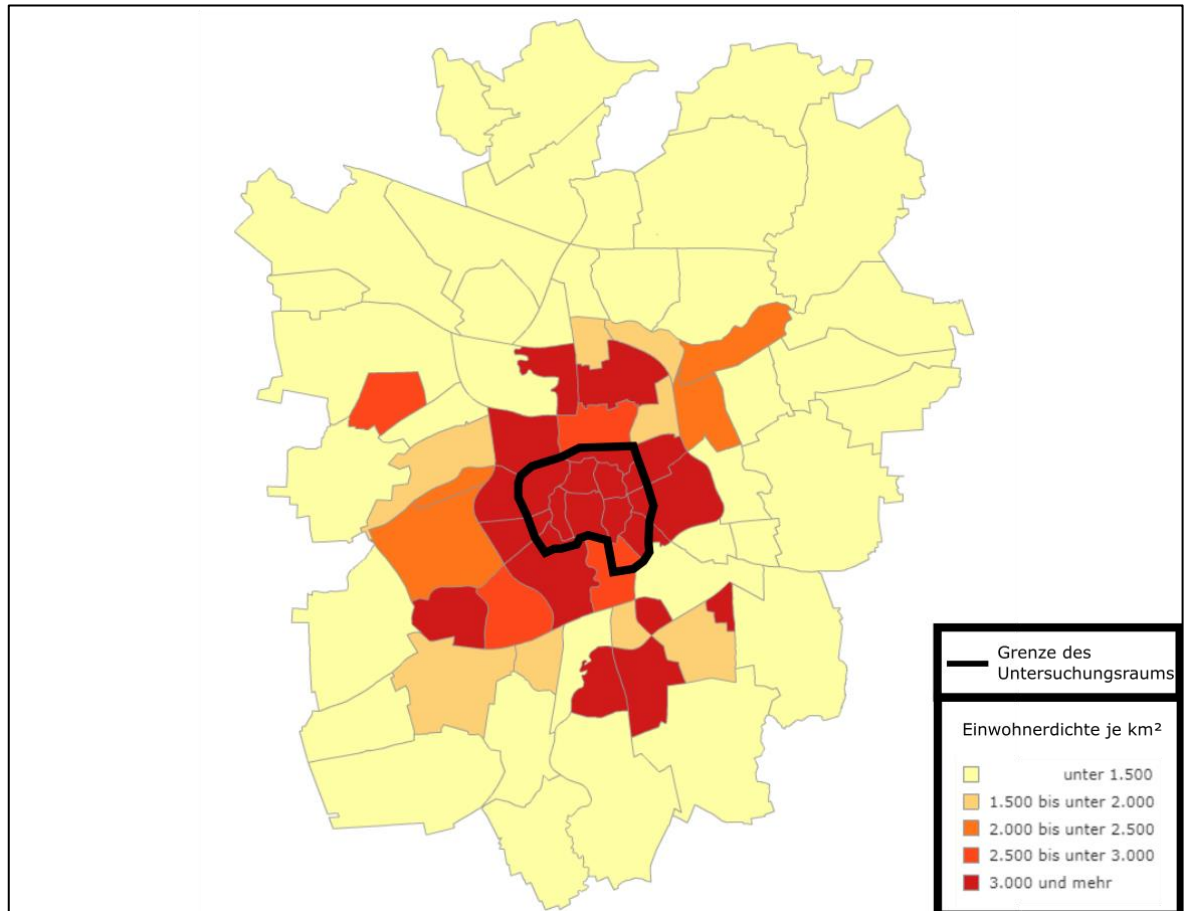 Grenze des
Untersuchungsraums
Einwohnerdichte je km²
unter 1.500
1.500 bis unter 2.000
2.000 bis unter 2.500
2.500 bis unter 3.000
3.000 und mehr